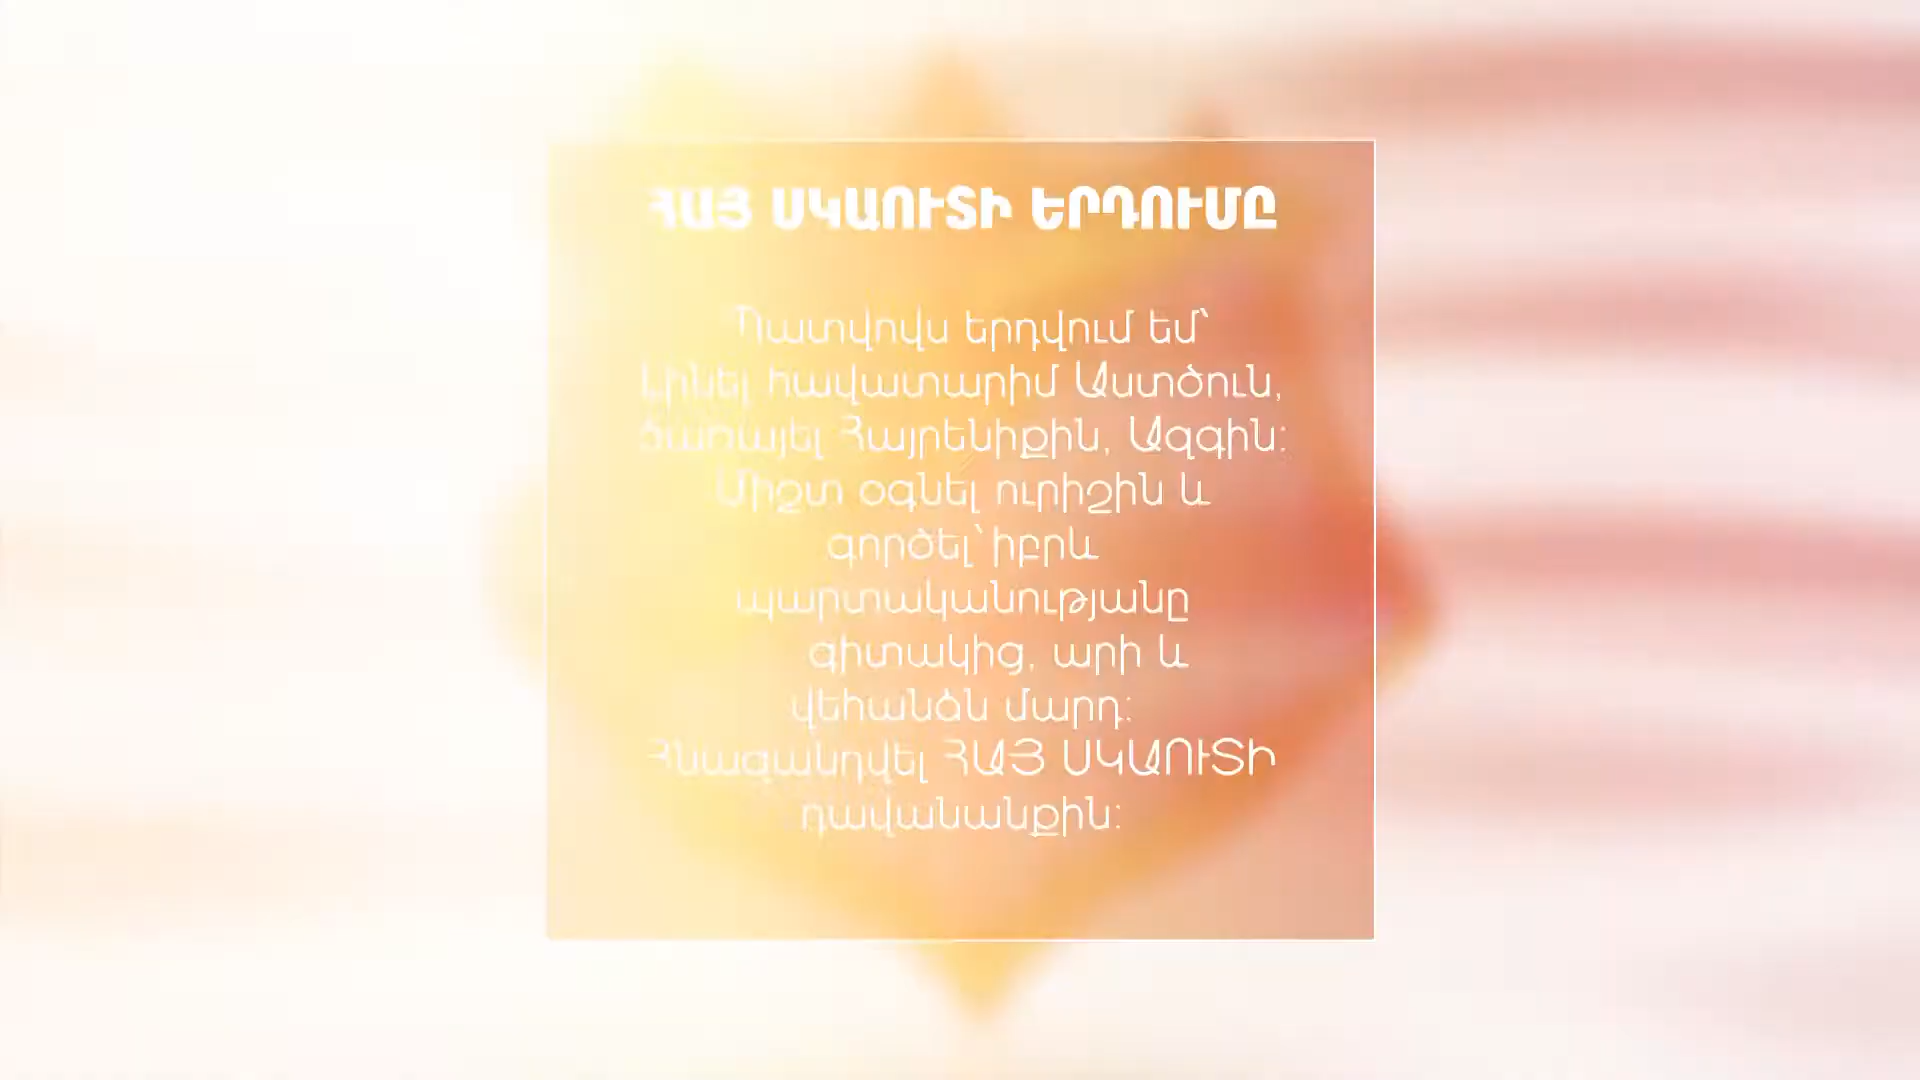 ՀԱՅ ՍԿԱՈՒՏԻ ԵՐԴՈՒՄԸ
Պատվովս երդվում եմ՝
Լինել հավատարիմ Աստծուն,
ծառայել Հայրենիքին, Ազգին:
Միշտ օգնել ուրիշին և
գործել՝ իբրև
պարտականությանը
գիտակից, արի և
վեհանձն մարդ:
Հնազանդվել ՀԱՅ ՍԿԱՈՒՏԻ
դավանանքին: